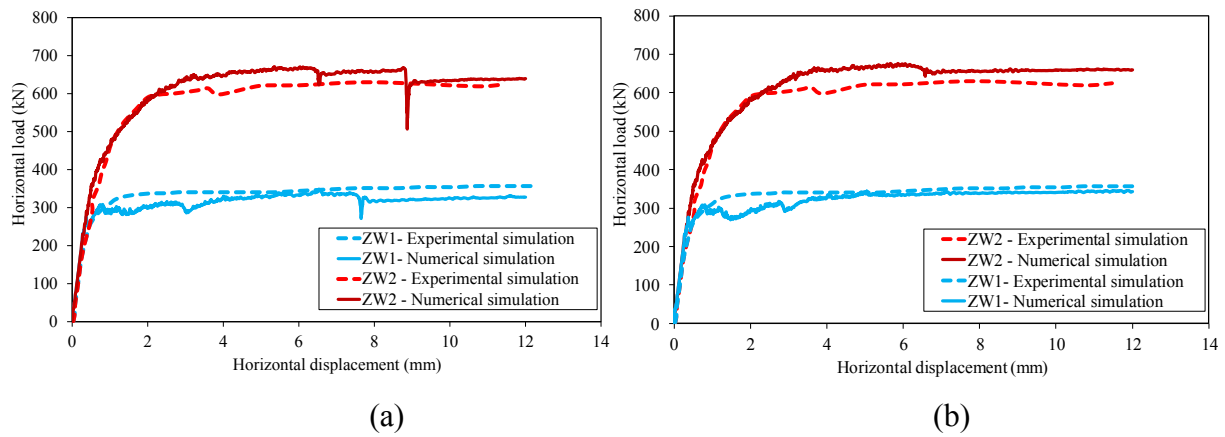 800
700
600
500
400
300
200
100
0
Horizontal load (kN)
0 2 4 6 8 10 12 14
Horizontal displacement (mm)
ZW1- Experimental simulation
ZW1- Numerical simulation
ZW2 - Experimental simulation
ZW2 - Numerical simulation
(a)
800
700
600
500
400
300
200
100
0
Horizontal load (kN)
0 2 4 6 8 10 12 14
Horizontal displacement (mm)
ZW2 - Experimental simulation
ZW2 - Numerical simulation
ZW1- Experimental simulation
ZW1- Numerical simulation
(b)